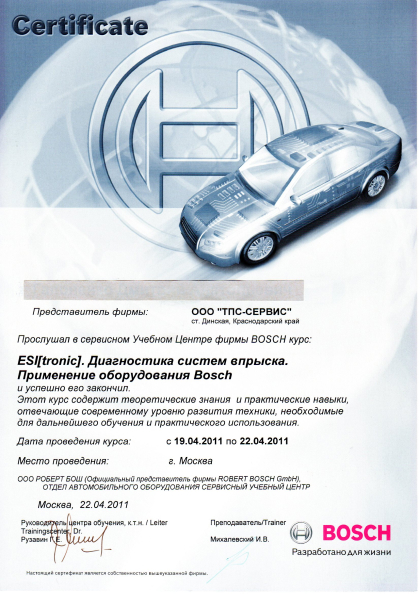 Certificate
Представитель фирмы: ООО "ТПС-СЕРВИС"
ст. Динская, Краснодарский край
Прослушал в сервисном Учебном Центре фирмы BOSCH курс:
ESI[tronic]. Диагностика систем впрыска.
Применение оборудования Bosch
и успешно его закончил.
Этот курс содержит теоретические знания и практические навыки,
отвечающие современному уровню развития техники, необходимые
для дальнейшего обучения и практического использования.
Дата проведения курса: с 19.04.2011 по 22.04.2011
Место проведения: г. Москва
ООО РОБЕРТ БОШ (Официальный представитель фирмы ROBERT BOSCH GmbH),
ОТДЕЛ АВТОМОБИЛЬНОГО ОБОРУДОВАНИЯ СЕРВИСНЫЙ УЧЕБНЫЙ ЦЕНТР
Москва, 22.04.2011
Руководитель центра обучения, к.т.н. / Leiter
Trainingscenter, Dr.
Рузавин Г.Е.
Преподаватель/Trainer
Михалевский И.В.
BOSCH
Разработано для жизни
Настоящий сертификат является собственностью вышеуказанной фирмы.